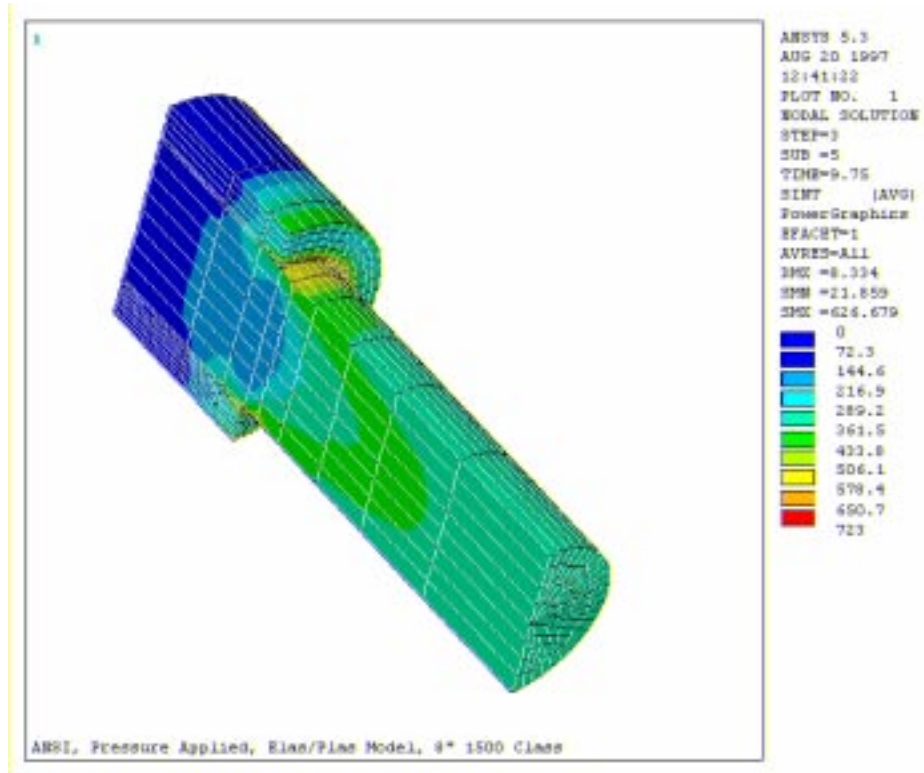 1
ANSYS 5.3
AUG 20 1997
12:41:22
PLOT NO. 1
NODAL SOLUTION
STEP=3
SUB =5
TIME=9.75
SINT (AVG)
PowerGraphics
EFACET=1
AVRES=All
DMX =8.334
SMN =21.859
SMX =626.679
0
72.3
144.6
216.9
289.2
361.5
433.8
506.1
578.4
650.7
723
ANSI, Pressure Applied, Elas/Plas Model, 8" 1500 Class